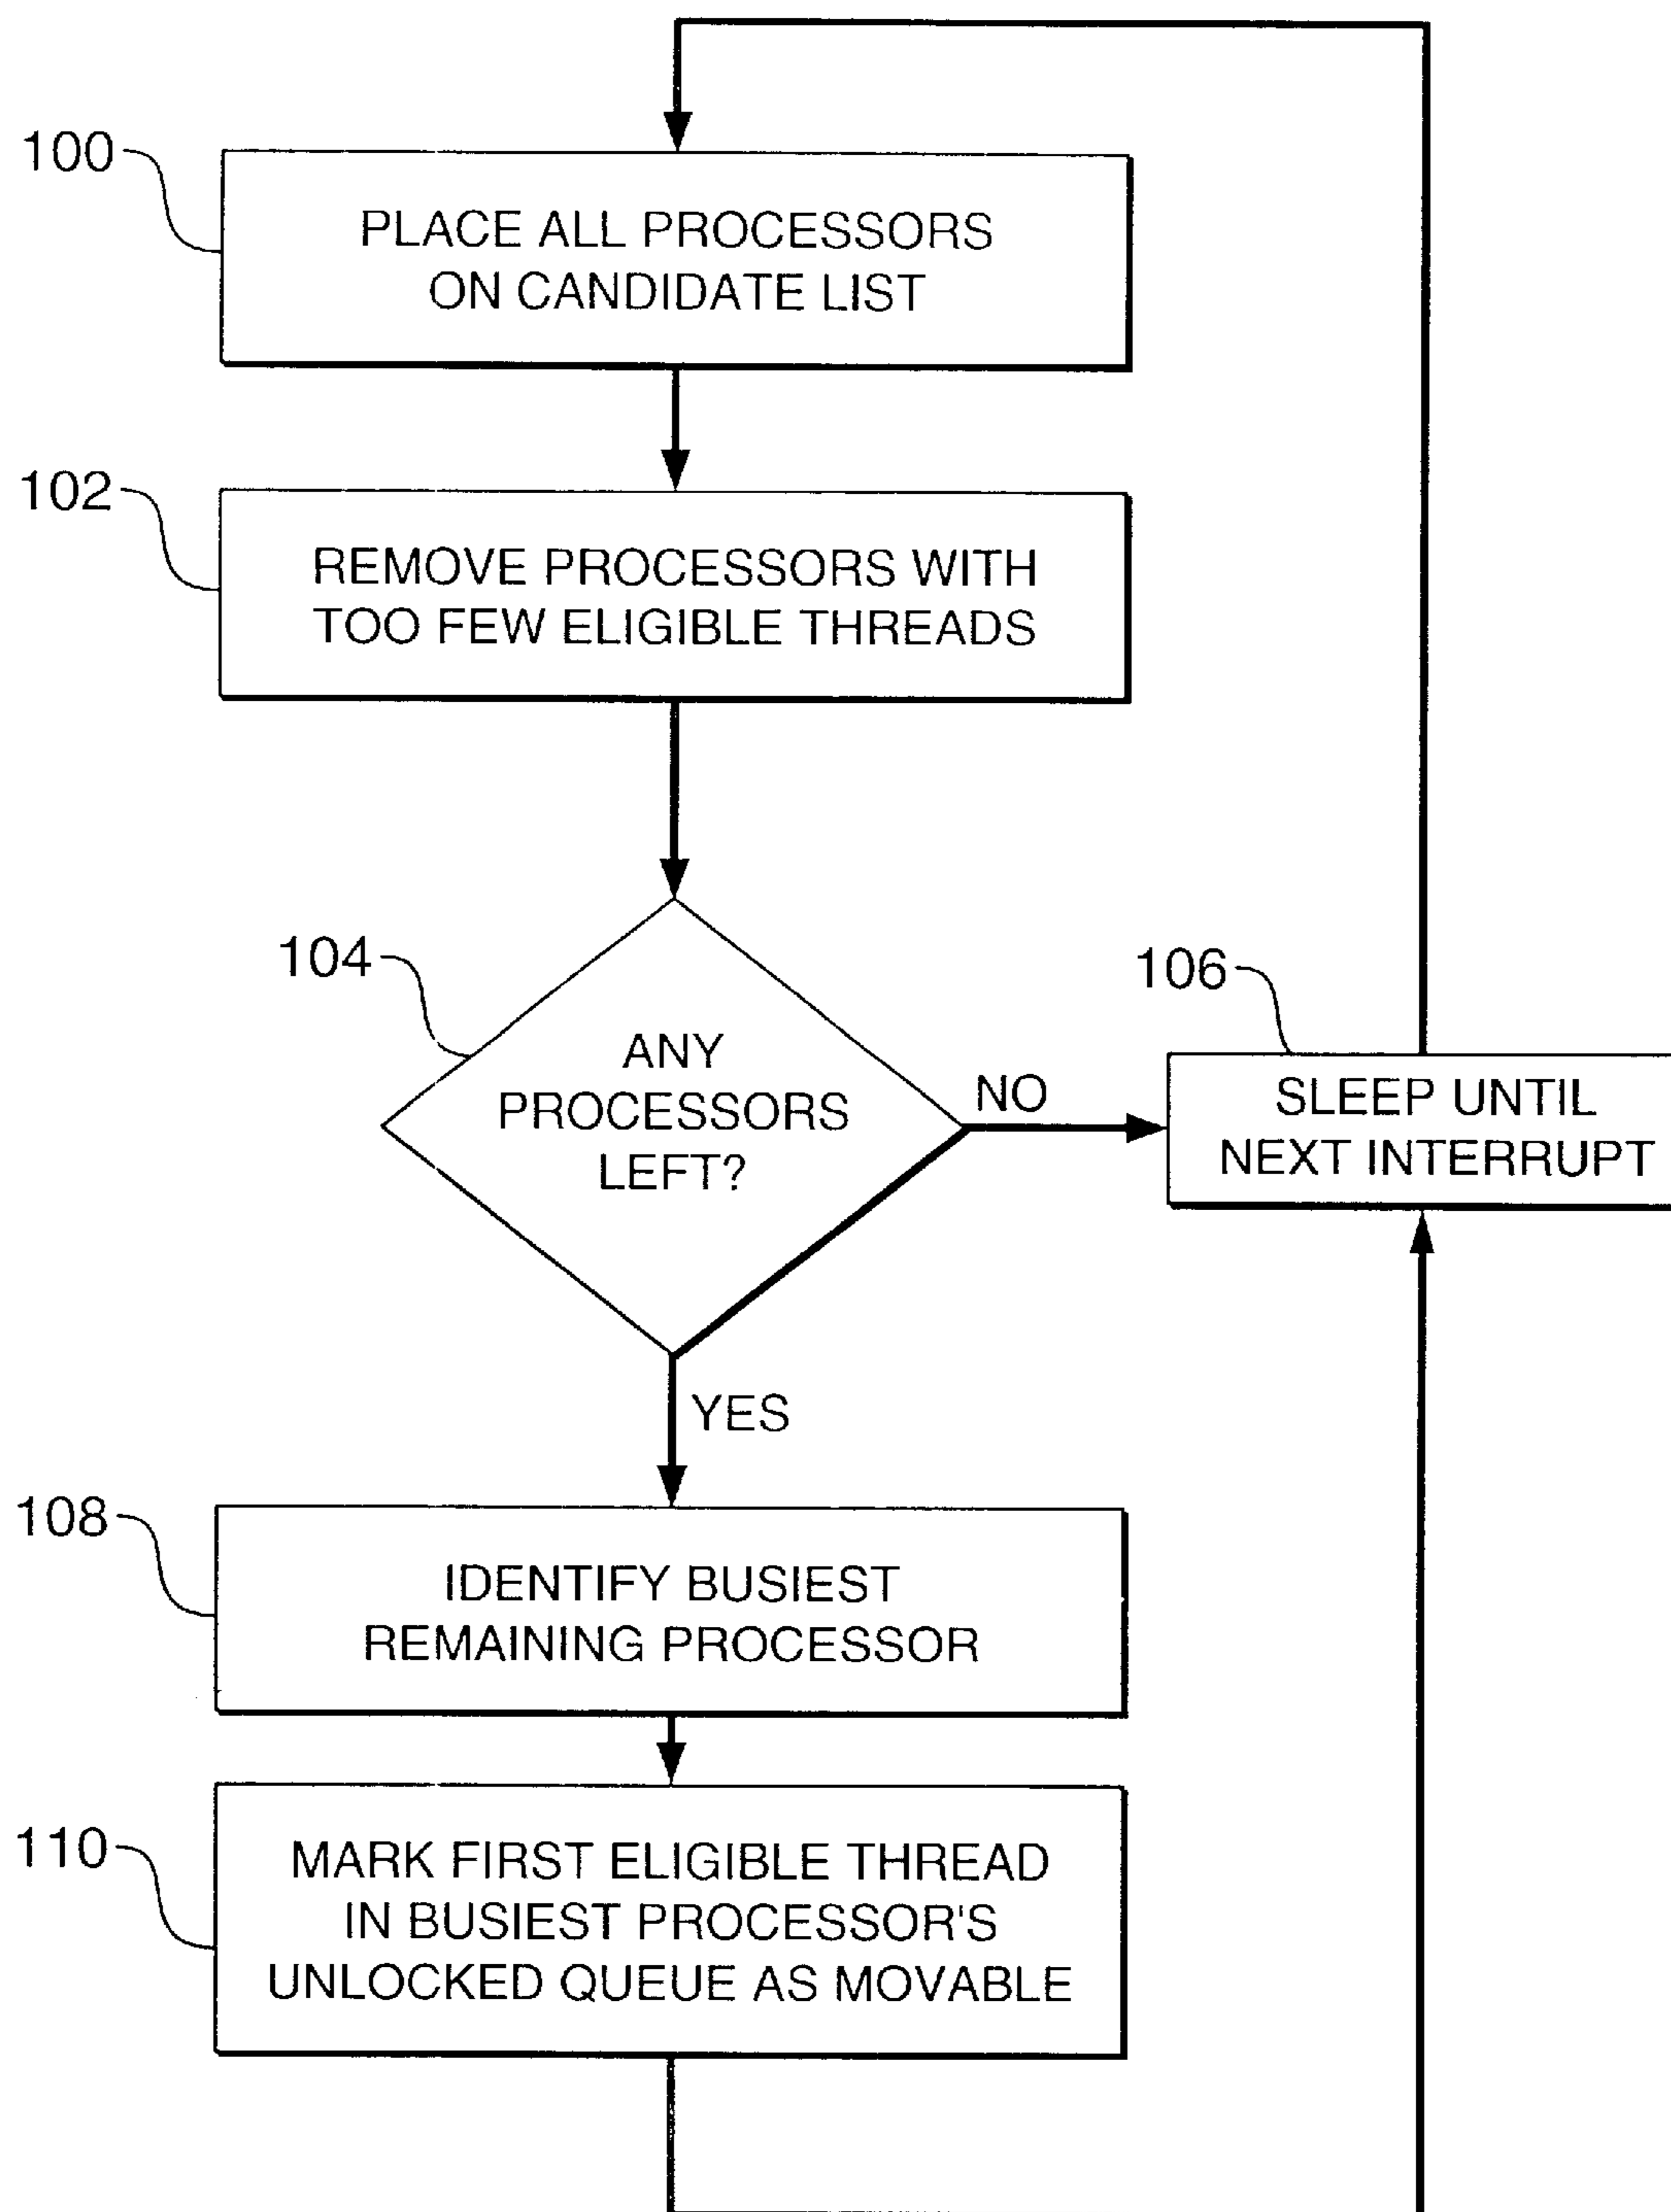 100
PLACE ALL PROCESSORS
ON CANDIDATE LIST
102
REMOVE PROCESSORS WITH
TOO FEW ELIGIBLE THREADS
104
ANY
PROCESSORS
LEFT?
NO
106
SLEEP UNTIL
NEXT INTERRUPT
YES
108
IDENTIFY BUSIEST
REMAINING PROCESSOR
110
MARK FIRST ELIGIBLE THREAD
IN BUSIEST PROCESSOR'S
UNLOCKED QUEUE AS MOVABLE